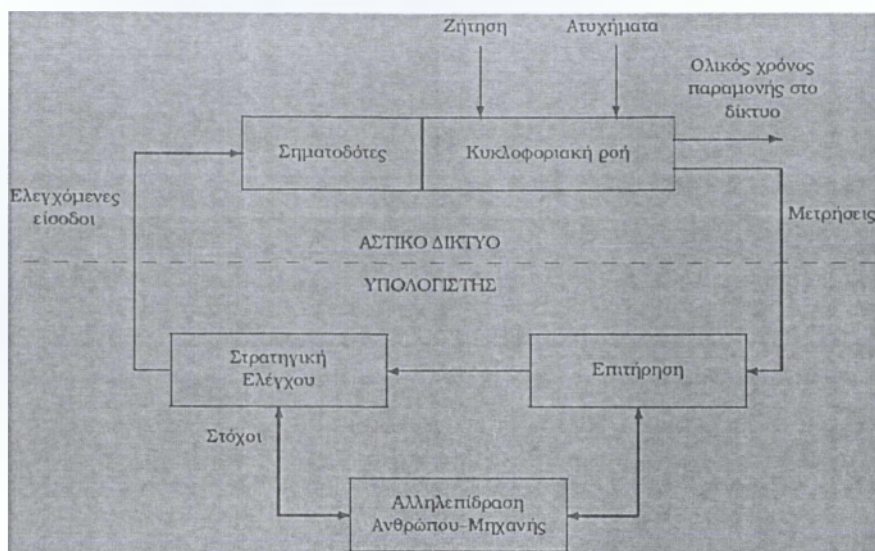 Ζήτηση
Ατυχήματα
Ολικός χρόνος
παραμονής στο
δίκτυο
Σηματοδότες
Κυκλοφοριακή ροή
Ελεγχόμενες
είσοδοι
Μετρήσεις
ΑΣΤΙΚΟ ΔΙΚΤΥΟ
ΥΠΟΛΟΓΙΣΤΗΣ
Στρατηγική
Ελέγχου
Επιτήρηση
Στόχοι
Αλληλεπίδραση
Ανθρώπου-Μηχανής